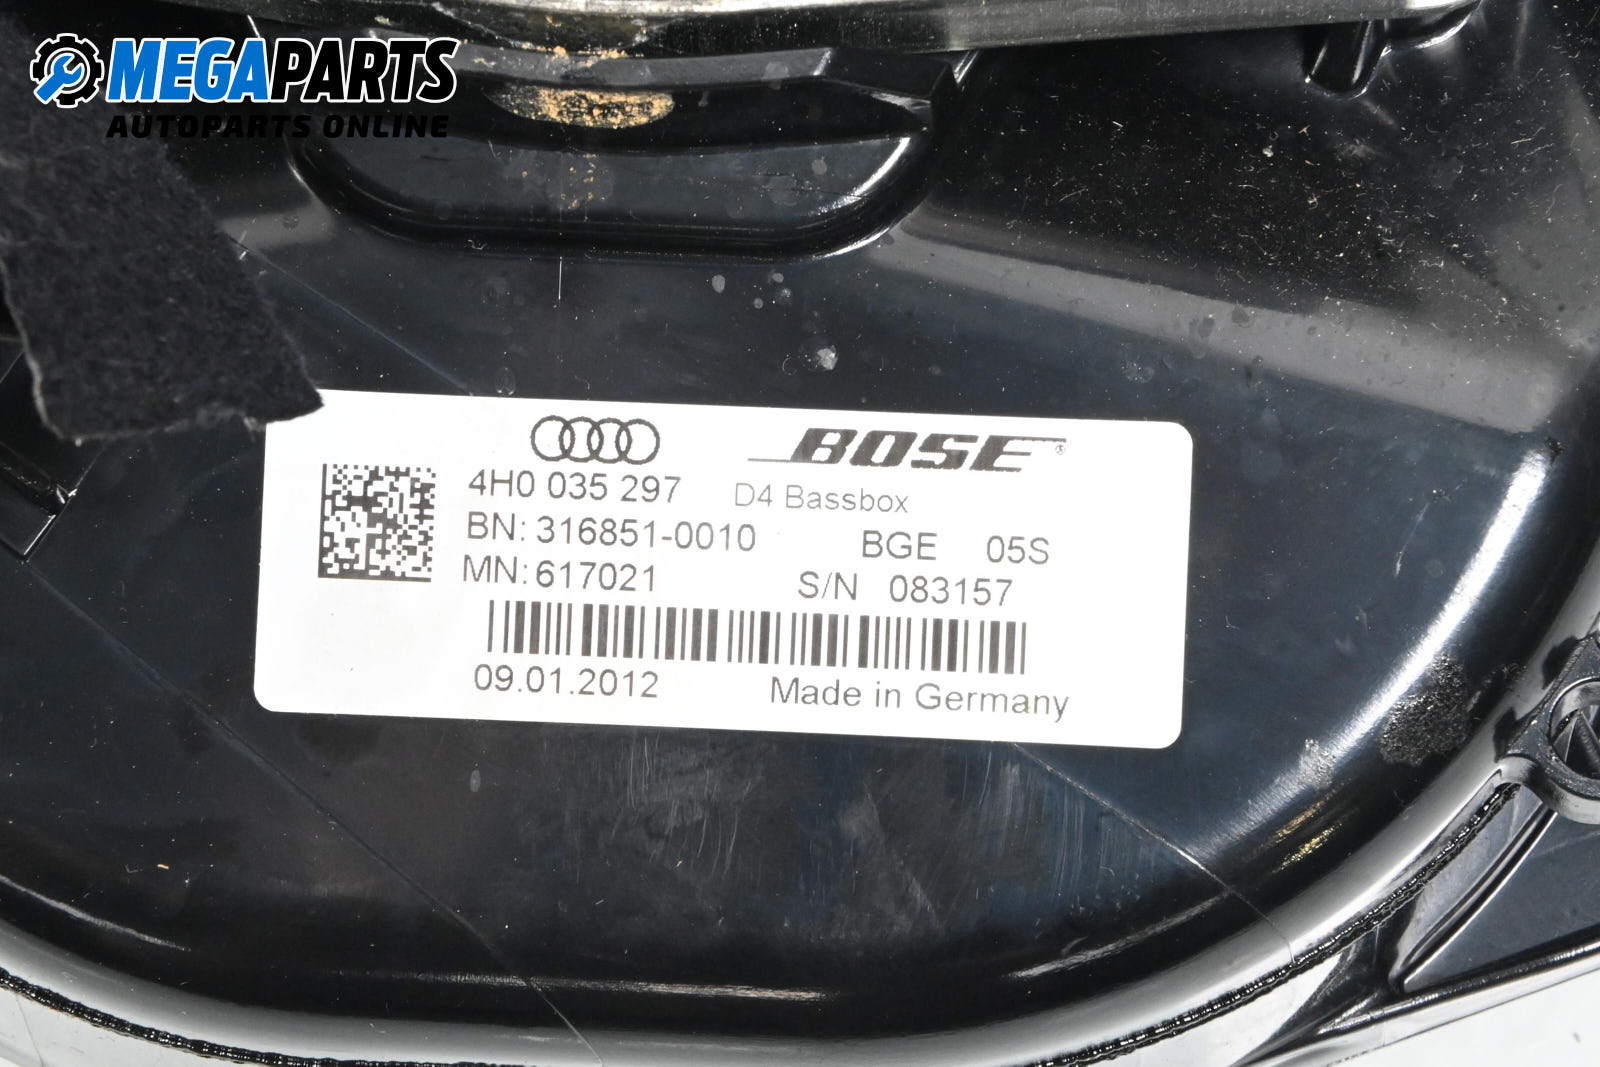 MEGAPARTS
AUTOPARTS ONLINE
BOSE®
4H0 035 297 D4 Bassbox
BN: 316851-0010 BGE 05S
MN: 617021 S/N 083157
09.01.2012 Made in Germany